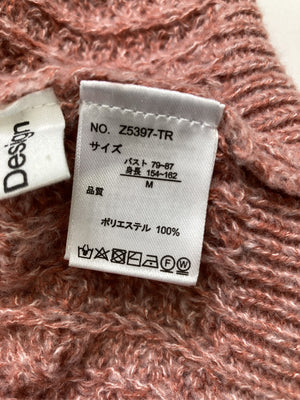 Design
NO. Z5397-TR
サイズ
バスト 79-87
身長 154-162
M
品質
ポリエステル 100%